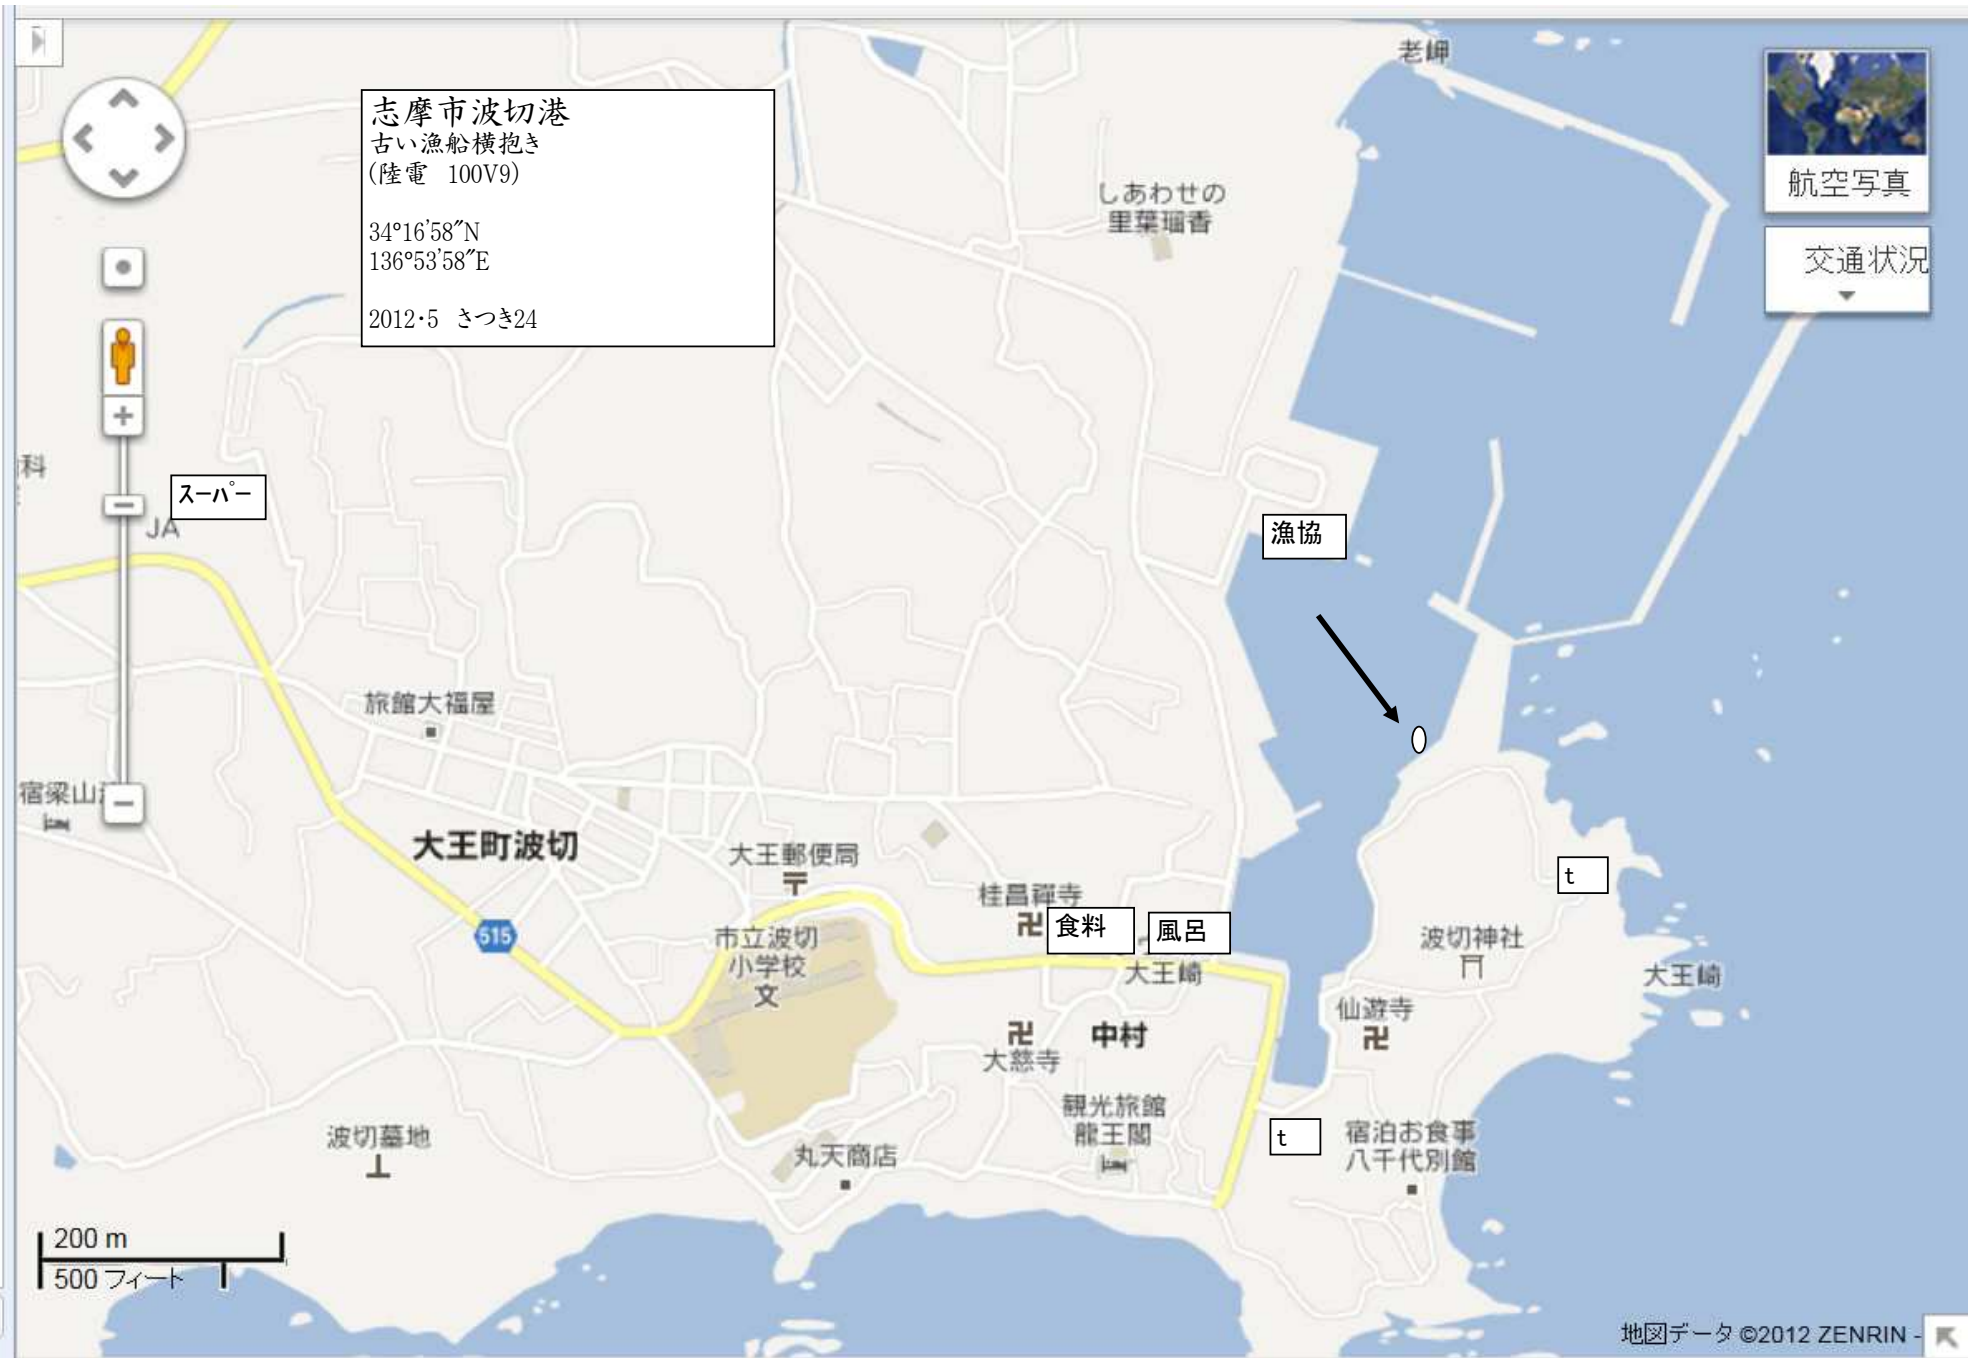 老岬
志摩市波切港
古い漁船横抱き
(陸電 100V9)
34°16′58″N
136°53′58″E
2012・5 さつき24
航空写真
交通状況
しあわせの
里葉瑠香
科
スーパー
JA
漁協
旅館大福屋
宿梁山
大王町波切
大王郵便局
桂昌禅寺
食料
風呂
t
515
市立波切
小学校
文
大王崎
波切神社
大王崎
仙遊寺
中村
大慈寺
観光旅館
龍王閣
t
宿泊お食事
八千代別館
波切墓地
丸天商店
200 m
500 フィート
地図データ ©2012 ZENRIN -